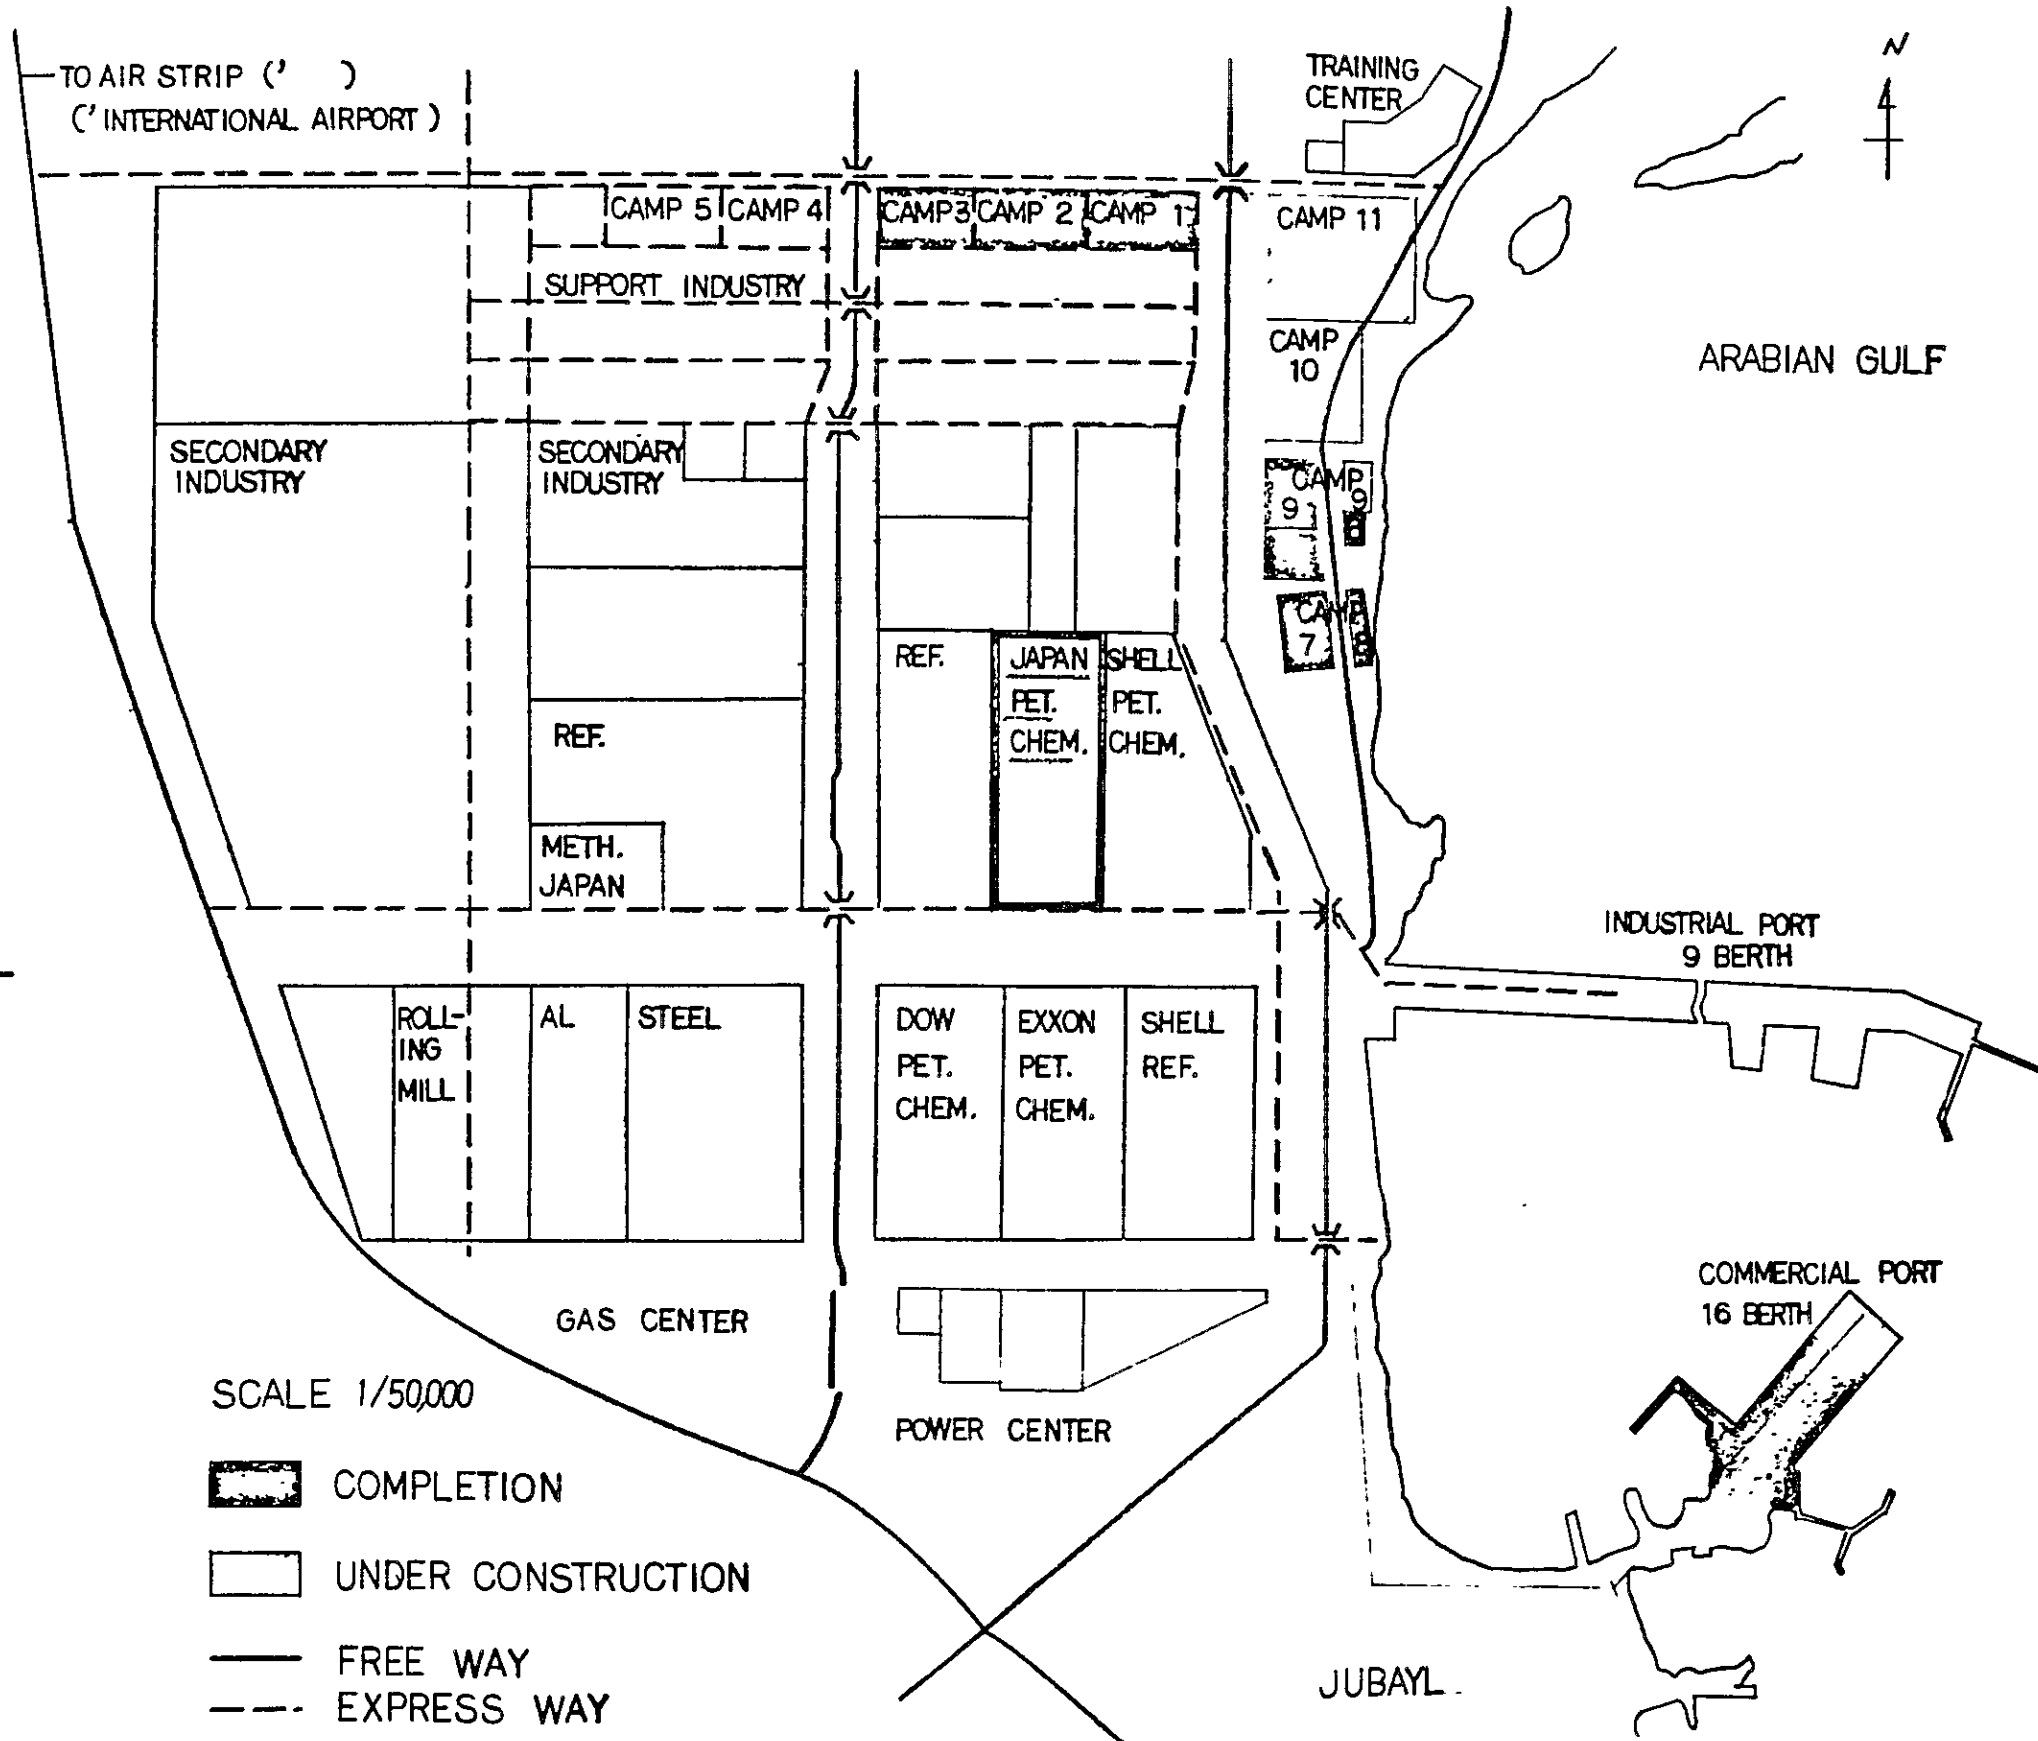 TO AIR STRIP (' )
(' INTERNATIONAL AIRPORT )
TRAINING
CENTER
N
CAMP 5
CAMP 4
CAMP3
CAMP 2
CAMP 1
CAMP 11
SUPPORT INDUSTRY
CAMP
10
ARABIAN GULF
SECONDARY
INDUSTRY
SECONDARY
INDUSTRY
CAMP
9
9
CAMP
7
REF.
JAPAN
PET.
CHEM.
SHELL
PET.
CHEM.
REF.
METH.
JAPAN
INDUSTRIAL PORT
9 BERTH
ROLL-
ING
MILL
AL
STEEL
DOW
PET.
CHEM.
EXXON
PET.
CHEM.
SHELL
REF.
COMMERCIAL PORT
16 BERTH
GAS CENTER
POWER CENTER
SCALE 1/50,000
COMPLETION
UNDER CONSTRUCTION
FREE WAY
EXPRESS WAY
JUBAYL